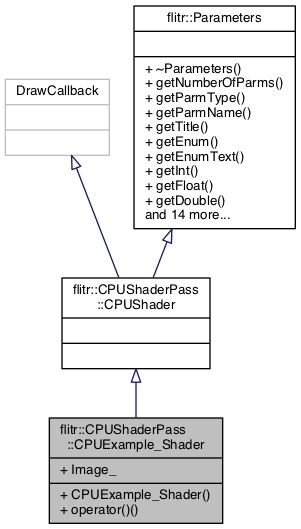 flitr::Parameters
+ ~Parameters()
+ getNumberOfParms()
+ getParmType()
+ getParmName()
+ getTitle()
+ getEnum()
+ getEnumText()
+ getInt()
+ getFloat()
+ getDouble()
and 14 more...
DrawCallback
flitr::CPUShaderPass
::CPUShader
flitr::CPUShaderPass
::CPUExample_Shader
+ Image_
+ CPUExample_Shader()
+ operator()()